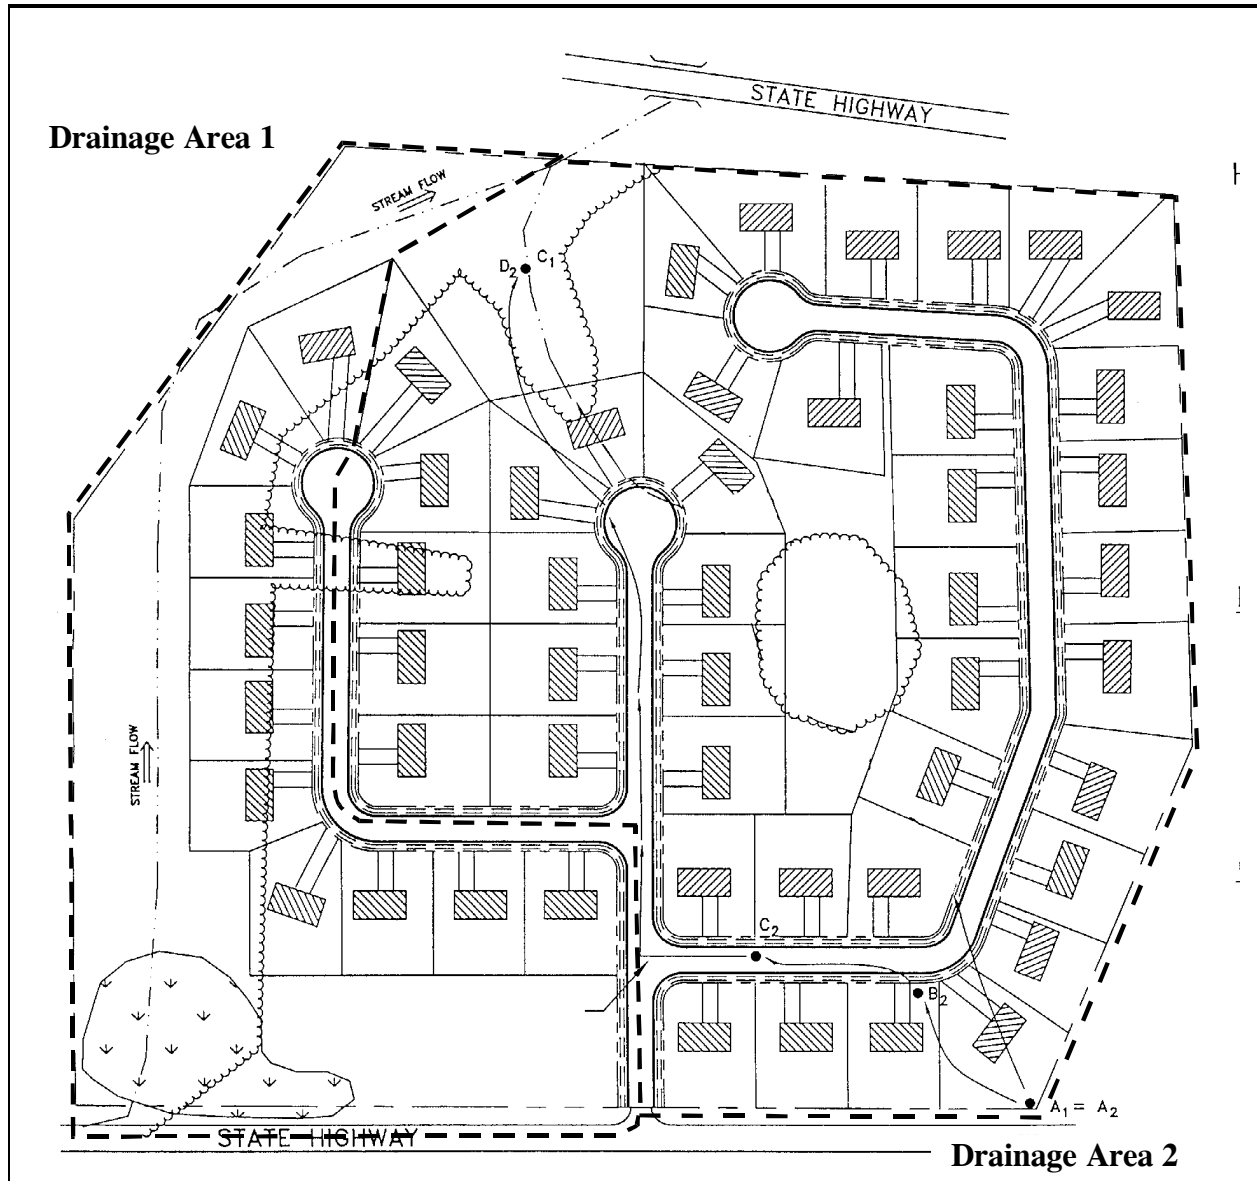 STATE HIGHWAY
Drainage Area 1
STREAM FLOW
D₂
C₁
STREAM FLOW
C₂
B₂
A₁ = A₂
STATE HIGHWAY
Drainage Area 2